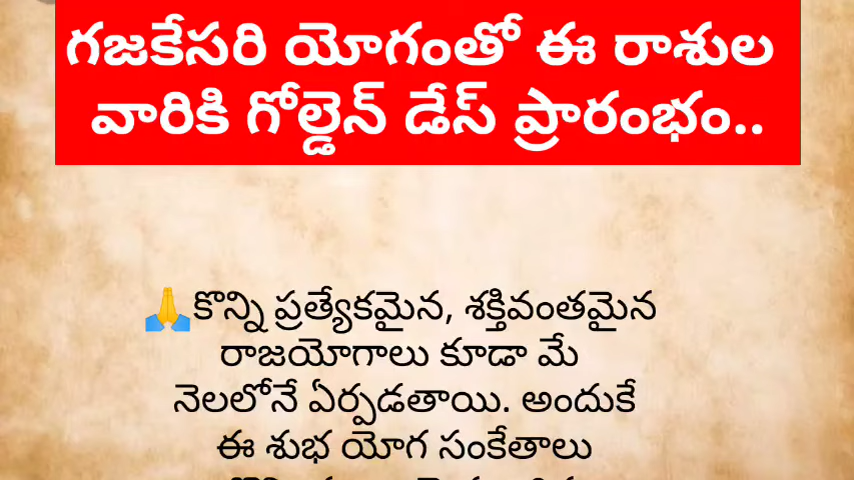 గజకేసరి యోగంతో ఈ రాశుల
వారికి గోల్డెన్ డేస్ ప్రారంభం..
🙏కొన్ని ప్రత్యేకమైన, శక్తివంతమైన
రాజయోగాలు కూడా మే
నెలలోనే ఏర్పడతాయి. అందుకే
ఈ శుభ యోగ సంకేతాలు